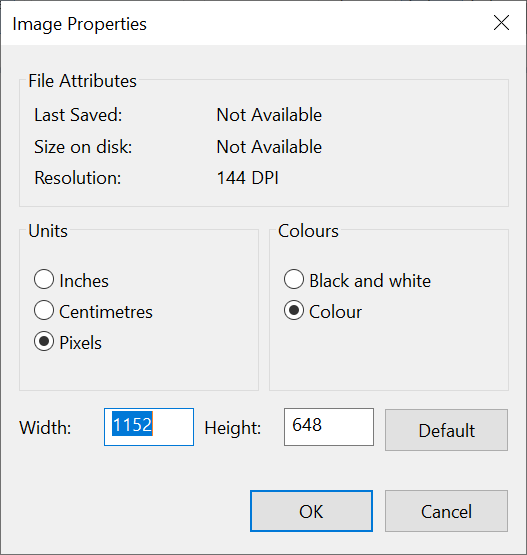 Image Properties
File Attributes
Last Saved: Not Available
Size on disk: Not Available
Resolution: 144 DPI
Units
Inches
Centimetres
Pixels
Colours
Black and white
Colour
Width: 1152 Height: 648 Default
OK Cancel